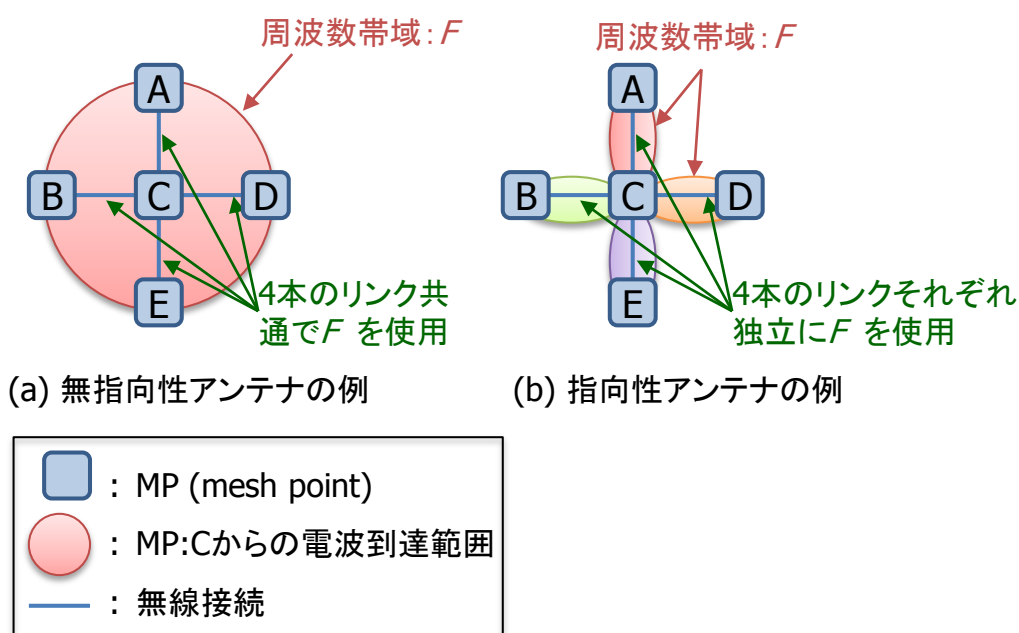 周波数帯域：F
A
B
C
D
E
4本のリンク共
通でF を使用
(a) 無指向性アンテナの例
周波数帯域：F
A
B
C
D
E
4本のリンクそれぞれ
独立にF を使用
(b) 指向性アンテナの例
: MP (mesh point)
: MP:Cからの電波到達範囲
: 無線接続